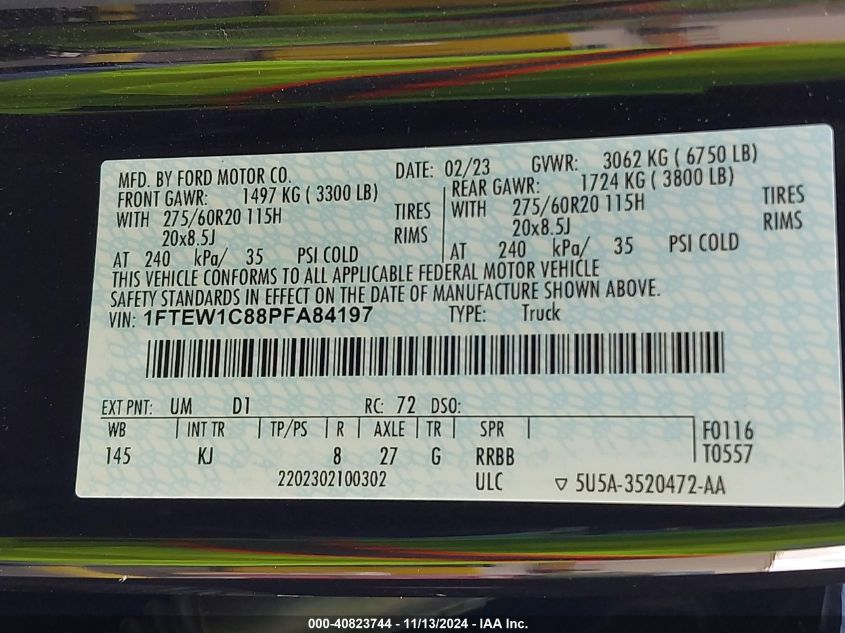 MFD. BY FORD MOTOR CO. DATE: 02/23 GVWR: 3062 KG ( 6750 LB)
FRONT GAWR: 1497 KG ( 3300 LB) REAR GAWR: 1724 KG ( 3800 LB)
WITH 275/60R20 115H TIRES WITH 275/60R20 115H TIRES
20x8.5J RIMS 20x8.5J RIMS
AT 240 kPa/ 35 PSI COLD AT 240 kPa/ 35 PSI COLD
THIS VEHICLE CONFORMS TO ALL APPLICABLE FEDERAL MOTOR VEHICLE
SAFETY STANDARDS IN EFFECT ON THE DATE OF MANUFACTURE SHOWN ABOVE.
VIN: 1FTEW1C88PFA84197 TYPE: Truck
EXT PNT: UM D1 RC: 72 DSO:
WB INT TR TP/PS R AXLE TR SPR F0116
145 KJ 8 27 G RRBB T0557
2202302100302 ULC ▽ 5U5A-3520472-AA
000-40823744 - 11/13/2024 - IAA Inc.